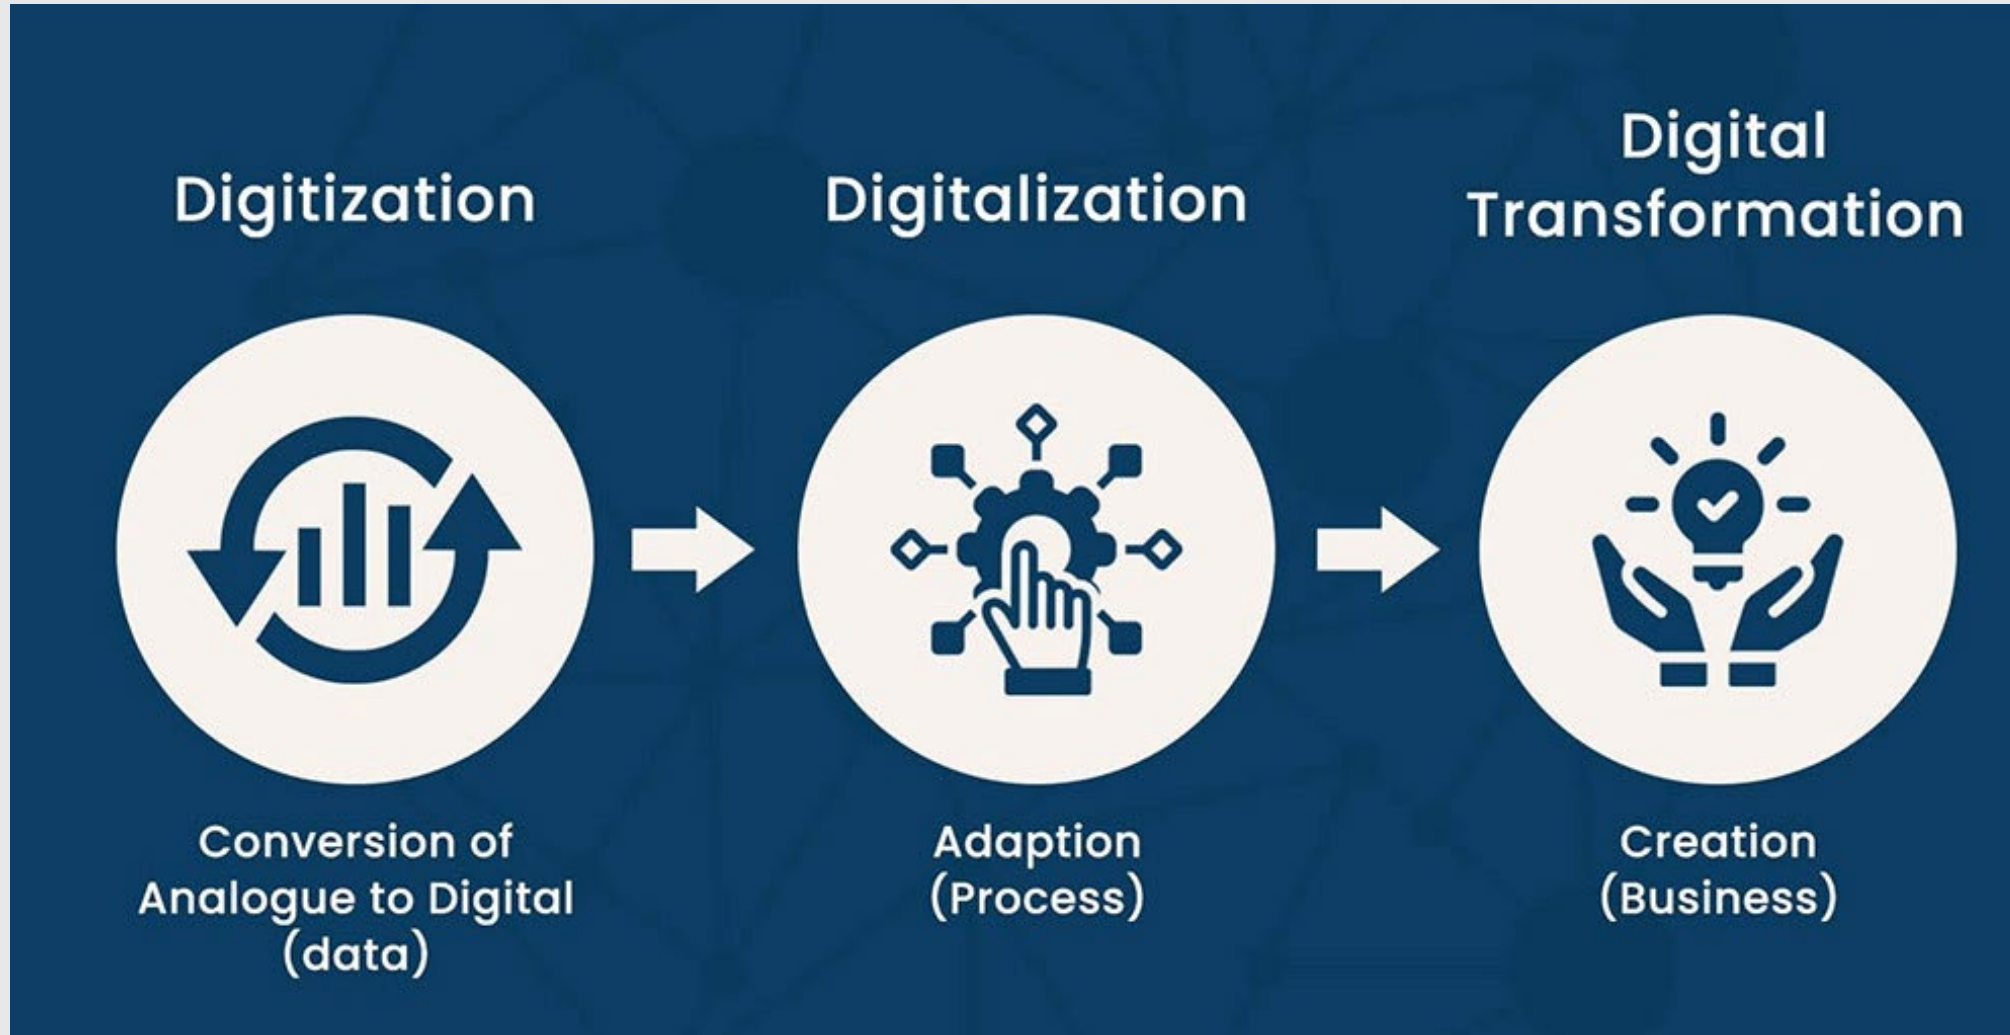 Digitization
Conversion of
Analogue to Digital
(data)
Digitalization
Adaption
(Process)
Digital
Transformation
Creation
(Business)